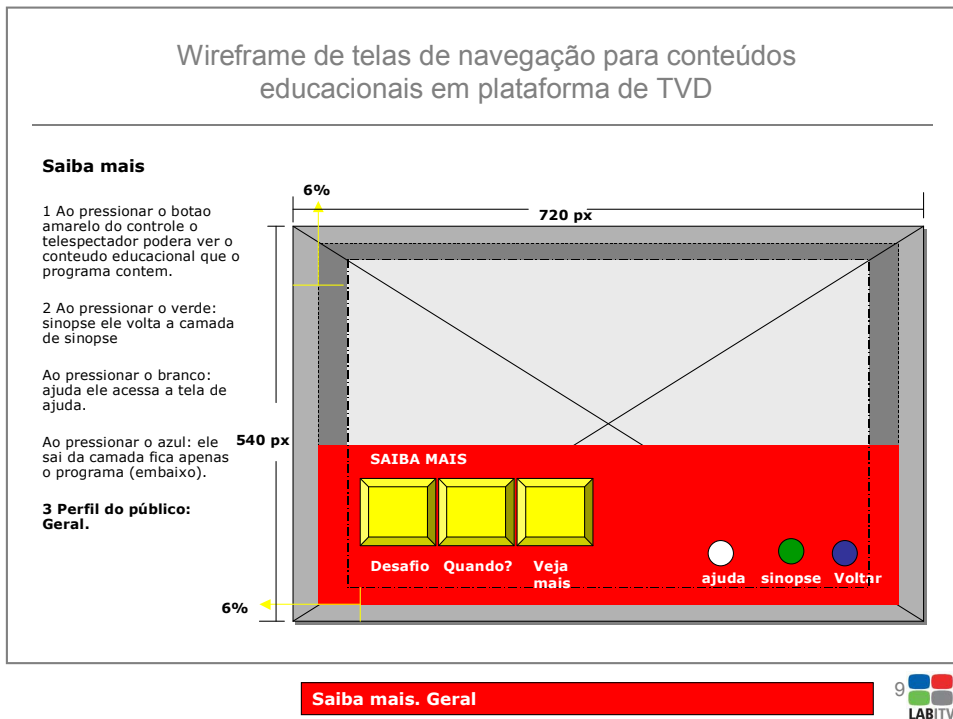 Wireframe de telas de navegação para conteúdos
educacionais em plataforma de TVD
Saiba mais
1 Ao pressionar o botao
amarelo do controle o
telespectador podera ver o
conteudo educacional que o
programa contem.
2 Ao pressionar o verde:
sinopse ele volta a camada
de sinopse
Ao pressionar o branco:
ajuda ele acessa a tela de
ajuda.
Ao pressionar o azul: ele
sai da camada fica apenas
o programa (embaixo).
3 Perfil do público:
Geral.
6%
720 px
540 px
SAIBA MAIS
Desafio
Quando?
Veja
mais
ajuda
sinopse
Voltar
6%
Saiba mais. Geral
9
LABITV